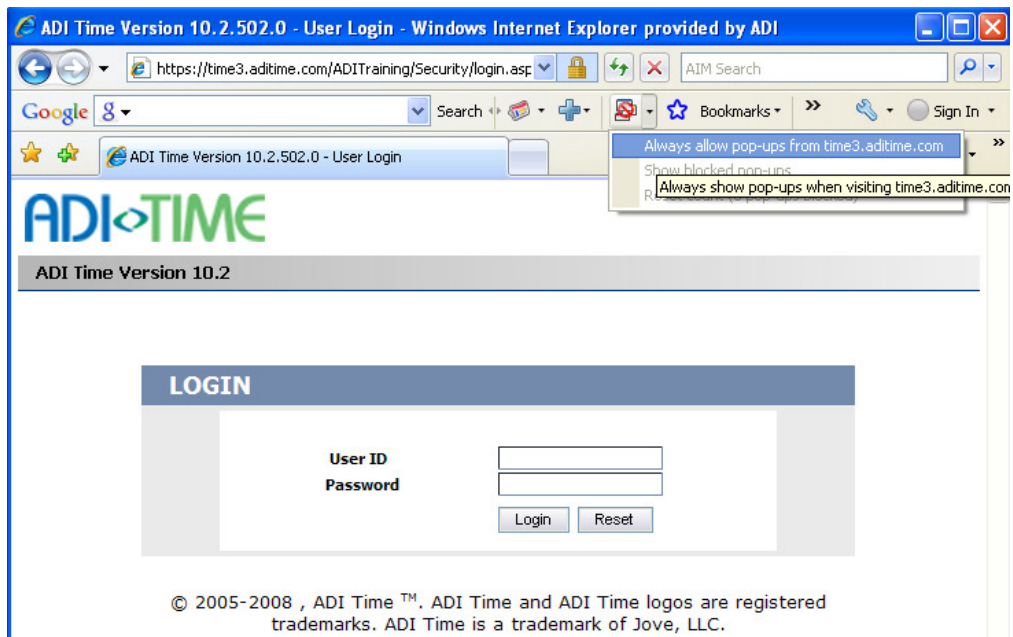 ADI Time Version 10.2.502.0 - User Login - Windows Internet Explorer provided by ADI
https://time3.aditime.com/ADITraining/Security/login.asp
AIM Search
Google
Search
Bookmarks
Sign In
ADI Time Version 10.2.502.0 - User Login
Always allow pop-ups from time3.aditime.com
Show blocked pop-ups
Always show pop-ups when visiting time3.aditime.com
ADI<>TIME
ADI Time Version 10.2
LOGIN
User ID
Password
Login Reset
© 2005-2008 , ADI Time ™. ADI Time and ADI Time logos are registered
trademarks. ADI Time is a trademark of Jove, LLC.